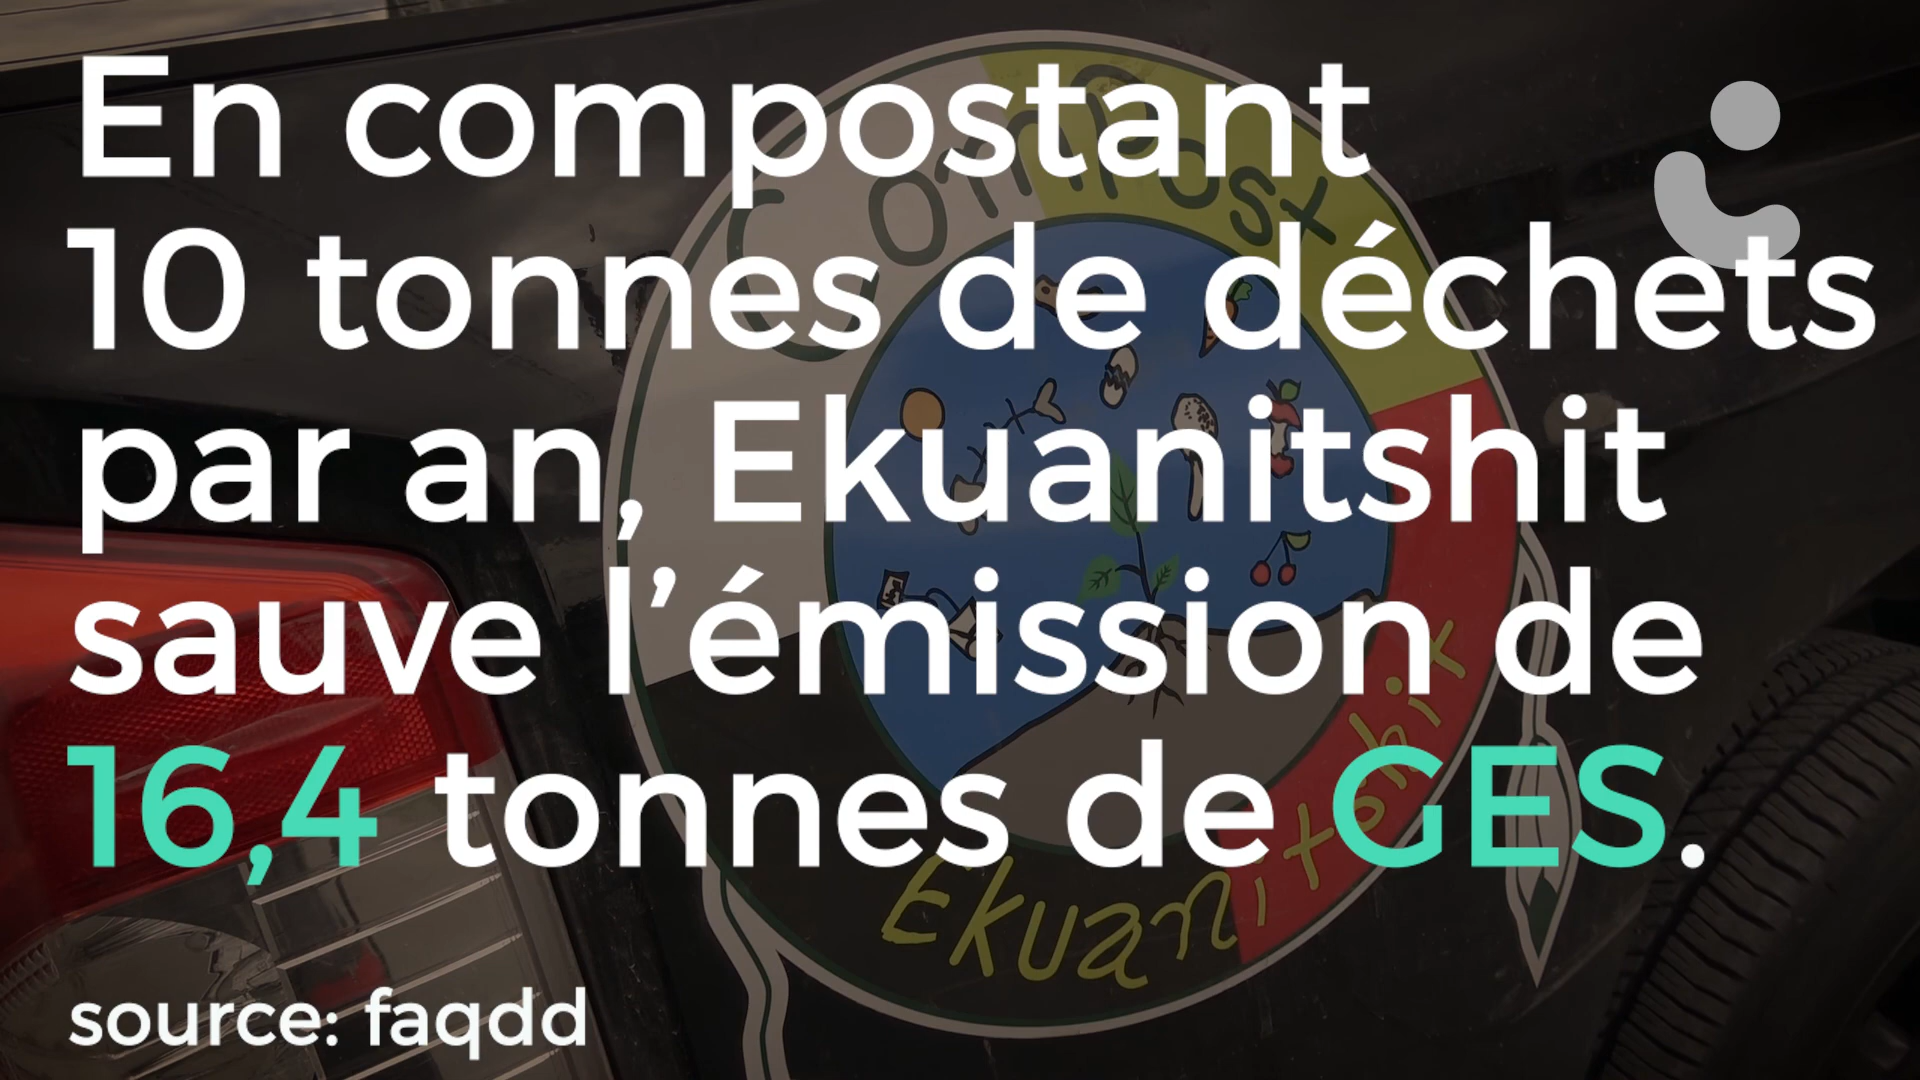 En compostant
10 tonnes de déchets
par an, Ekuanitshit
sauve l’émission de
16,4 tonnes de GES.
source: faqdd
Compost
Ekuanitshit